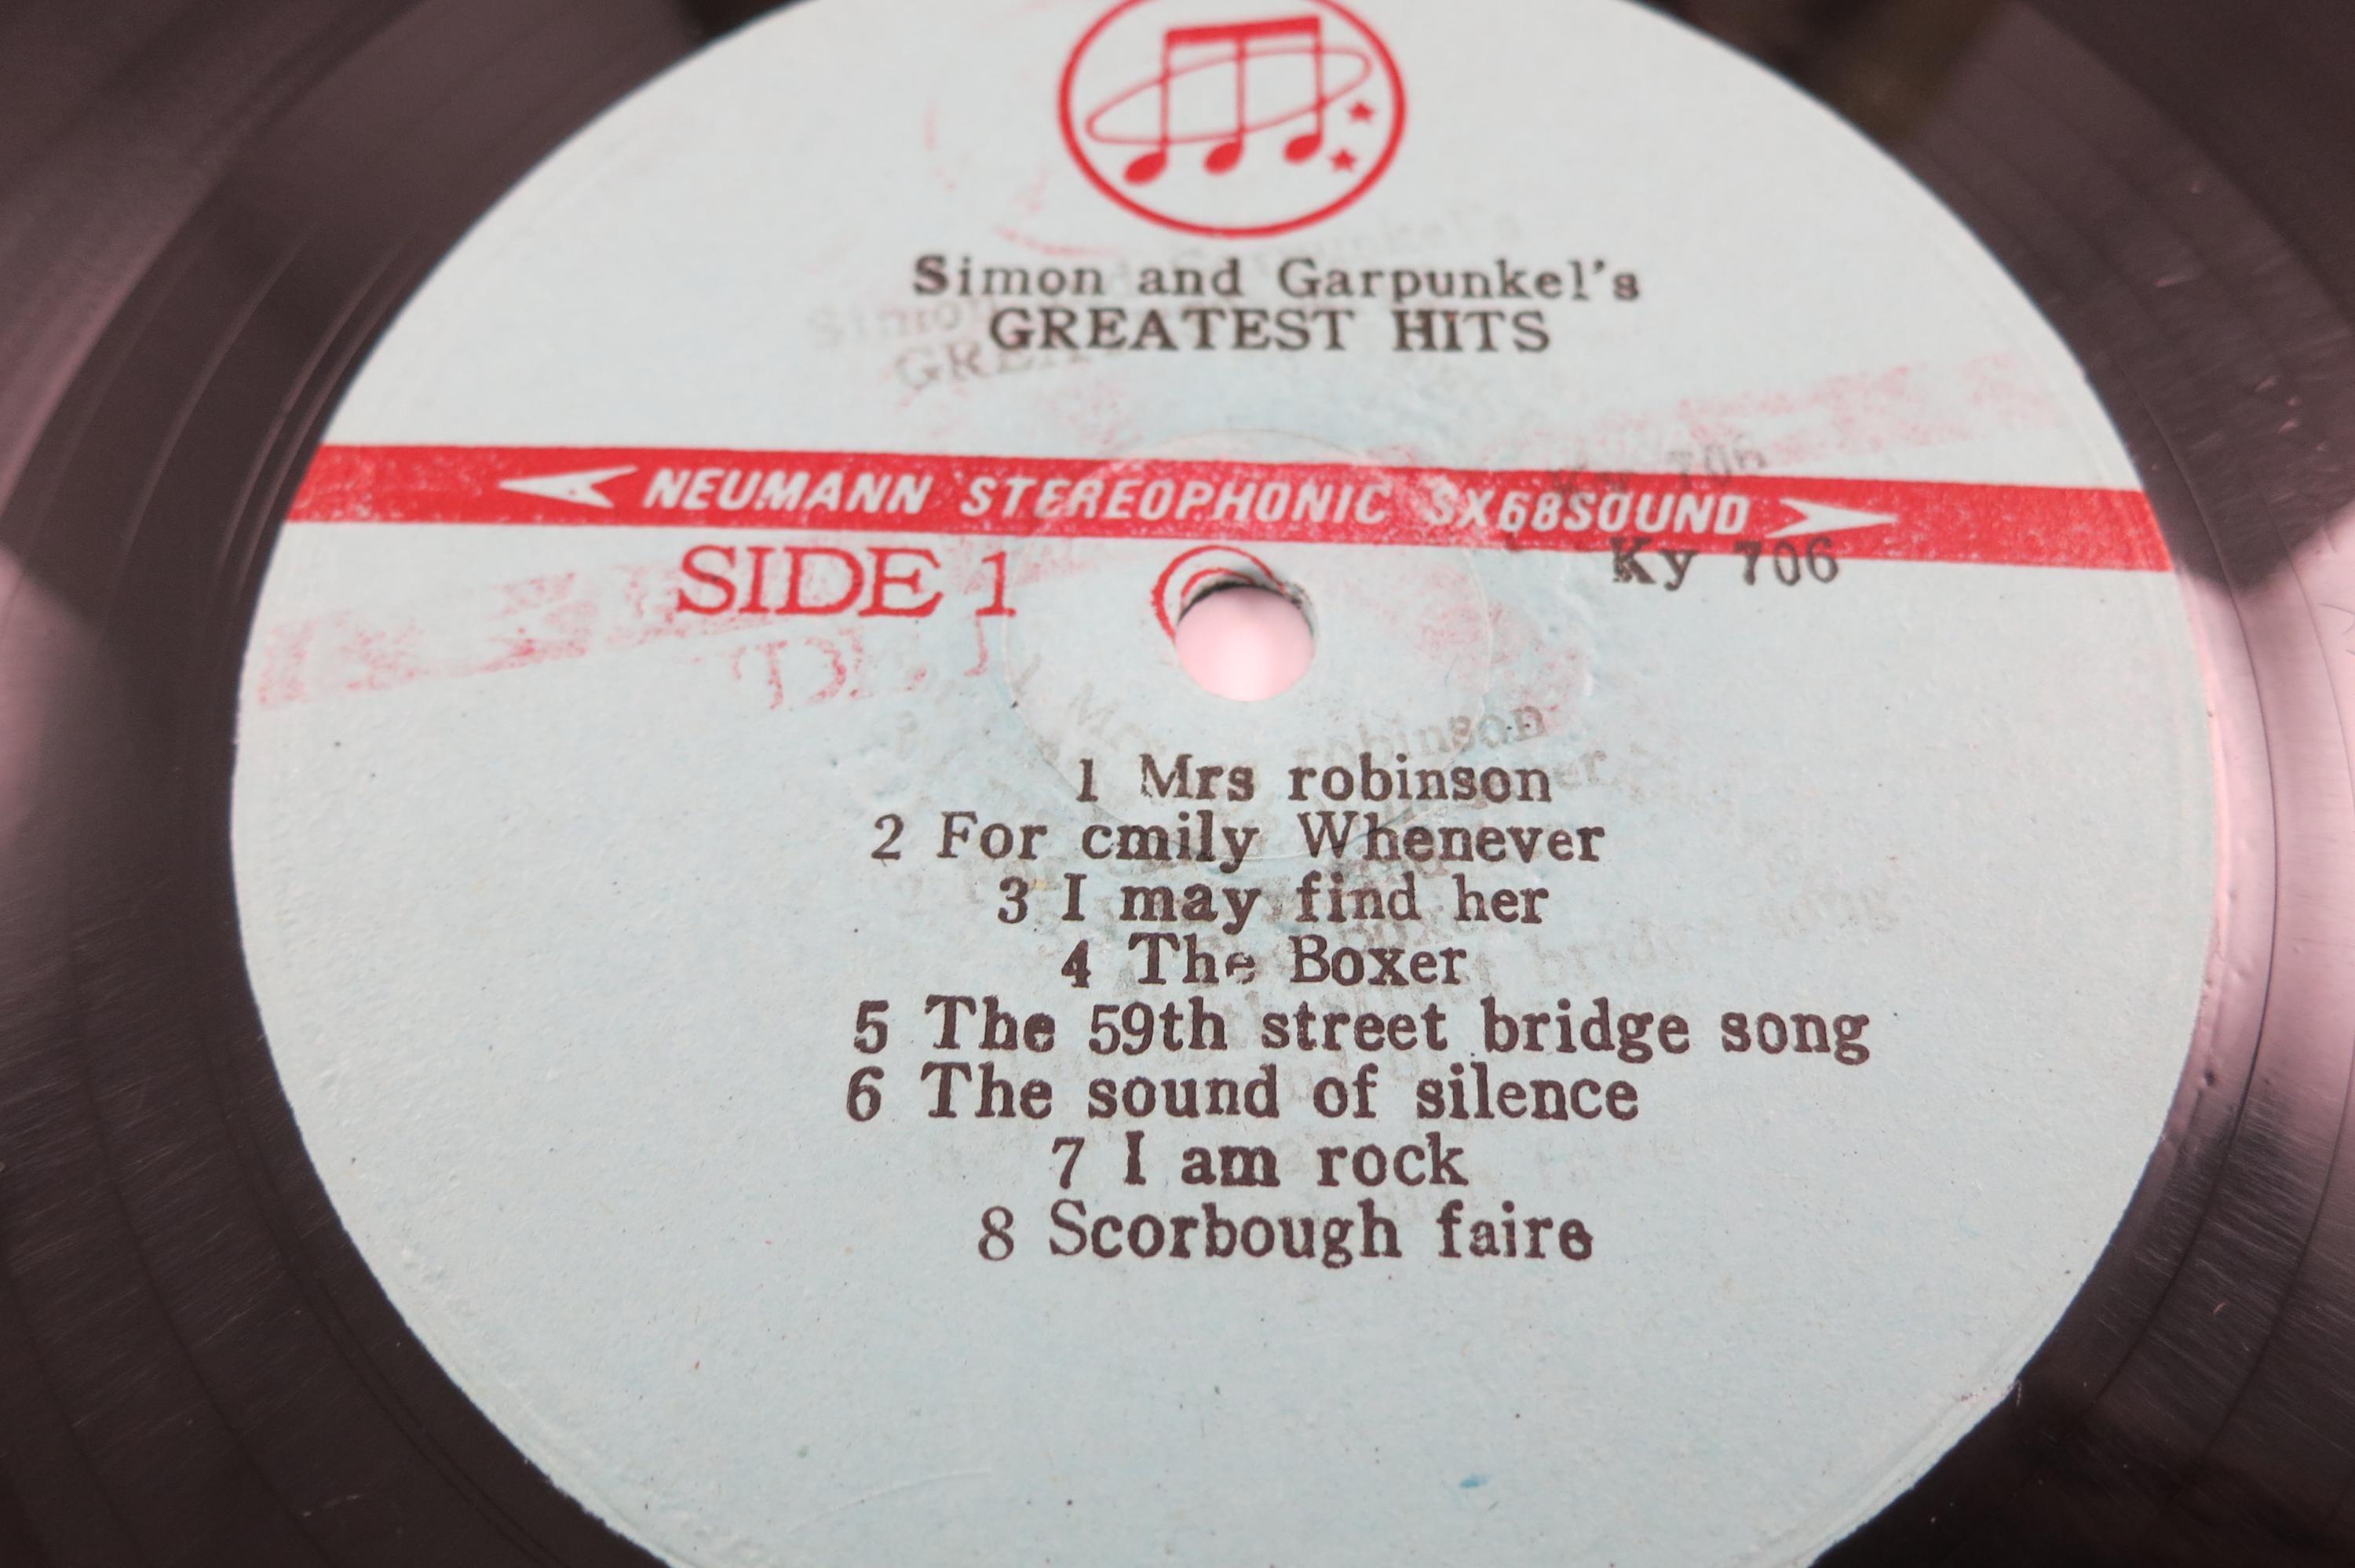 Simon and Garpunkel's
GREATEST HITS
NEUMANN STEREOPHONIC SX68SOUND
SIDE 1
Ky 706
1 Mrs robinson
2 For cmily Whenever
3 I may find her
4 The Boxer
5 The 59th street bridge song
6 The sound of silence
7 I am rock
8 Scorbough faire